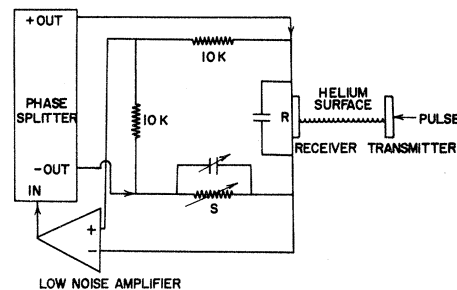 + OUT
10K
HELIUM
SURFACE
PHASE
SPLITTER
10K
R
PULSE
RECEIVER TRANSMITTER
-OUT
IN
S
+
-
LOW NOISE AMPLIFIER